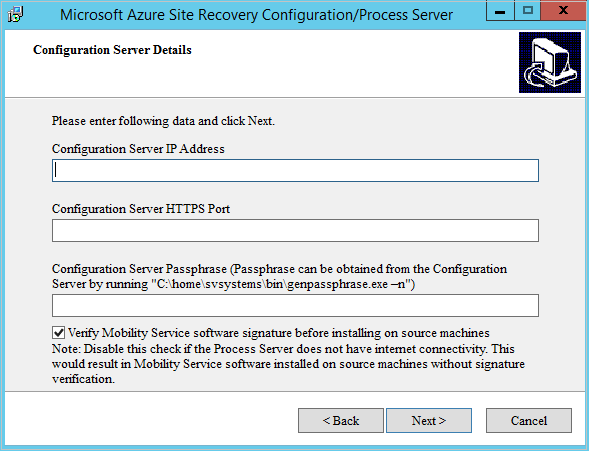 Microsoft Azure Site Recovery Configuration/Process Server
Configuration Server Details
Please enter following data and click Next.
Configuration Server IP Address
Configuration Server HTTPS Port
Configuration Server Passphrase (Passphrase can be obtained from the Configuration
Server by running "C:\home\svsystems\bin\genpassphrase.exe –n")
Verify Mobility Service software signature before installing on source machines
Note: Disable this check if the Process Server does not have internet connectivity. This
would result in Mobility Service software installed on source machines without signature
verification.
< Back
Next >
Cancel